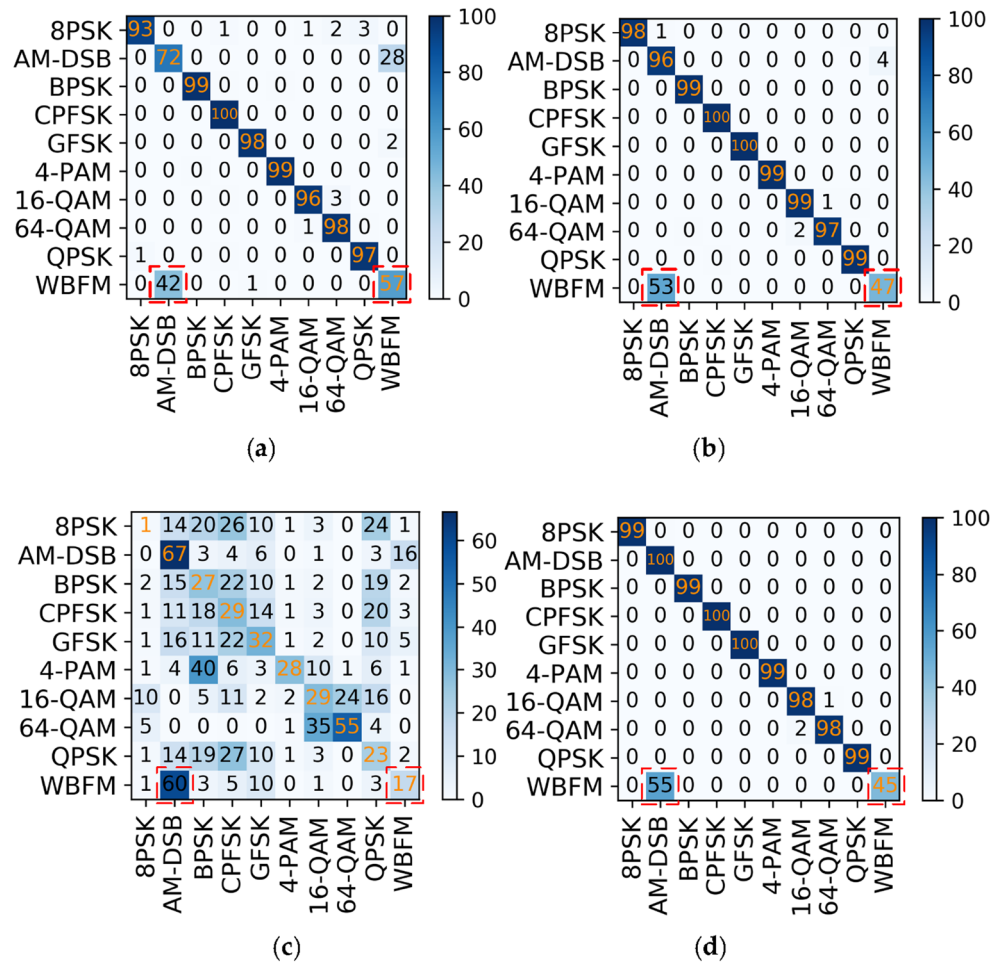 8PSK 93 0 0 1 0 0 1 2 3 0
AM-DSB 0 72 0 0 0 0 0 0 0 28
BPSK 0 0 99 0 0 0 0 0 0 0
CPFSK 0 0 0 100 0 0 0 0 0 0
GFSK 0 0 0 0 98 0 0 0 0 2
4-PAM 0 0 0 0 0 99 0 0 0 0
16-QAM 0 0 0 0 0 0 96 3 0 0
64-QAM 0 0 0 0 0 0 1 98 0 0
QPSK 1 0 0 0 0 0 0 0 97 0
WBFM 0 42 0 0 1 0 0 0 0 57
8PSK AM-DSB BPSK CPFSK GFSK 4-PAM 16-QAM 64-QAM QPSK WBFM
100
80
60
40
20
0
(a)
8PSK 98 1 0 0 0 0 0 0 0 0
AM-DSB 0 96 0 0 0 0 0 0 0 4
BPSK 0 0 99 0 0 0 0 0 0 0
CPFSK 0 0 0 100 0 0 0 0 0 0
GFSK 0 0 0 0 100 0 0 0 0 0
4-PAM 0 0 0 0 0 99 0 0 0 0
16-QAM 0 0 0 0 0 0 99 1 0 0
64-QAM 0 0 0 0 0 0 2 97 0 0
QPSK 0 0 0 0 0 0 0 0 99 0
WBFM 0 53 0 0 0 0 0 0 0 47
8PSK AM-DSB BPSK CPFSK GFSK 4-PAM 16-QAM 64-QAM QPSK WBFM
100
80
60
40
20
0
(b)
8PSK 1 14 20 26 10 1 3 0 24 1
AM-DSB 0 67 3 4 6 0 1 0 3 16
BPSK 2 15 27 22 10 1 2 0 19 2
CPFSK 1 11 18 29 14 1 3 0 20 3
GFSK 1 16 11 22 32 1 2 0 10 5
4-PAM 1 4 40 6 3 28 10 1 6 1
16-QAM 10 0 5 11 2 2 29 24 16 0
64-QAM 5 0 0 0 0 1 35 55 4 0
QPSK 1 14 19 27 10 1 3 0 23 2
WBFM 1 60 3 5 10 0 1 0 3 17
8PSK AM-DSB BPSK CPFSK GFSK 4-PAM 16-QAM 64-QAM QPSK WBFM
60
50
40
30
20
10
0
(c)
8PSK 99 0 0 0 0 0 0 0 0 0
AM-DSB 0 100 0 0 0 0 0 0 0 0
BPSK 0 0 99 0 0 0 0 0 0 0
CPFSK 0 0 0 100 0 0 0 0 0 0
GFSK 0 0 0 0 100 0 0 0 0 0
4-PAM 0 0 0 0 0 99 0 0 0 0
16-QAM 0 0 0 0 0 0 98 1 0 0
64-QAM 0 0 0 0 0 0 2 98 0 0
QPSK 0 0 0 0 0 0 0 0 99 0
WBFM 0 55 0 0 0 0 0 0 0 45
8PSK AM-DSB BPSK CPFSK GFSK 4-PAM 16-QAM 64-QAM QPSK WBFM
100
80
60
40
20
0
(d)